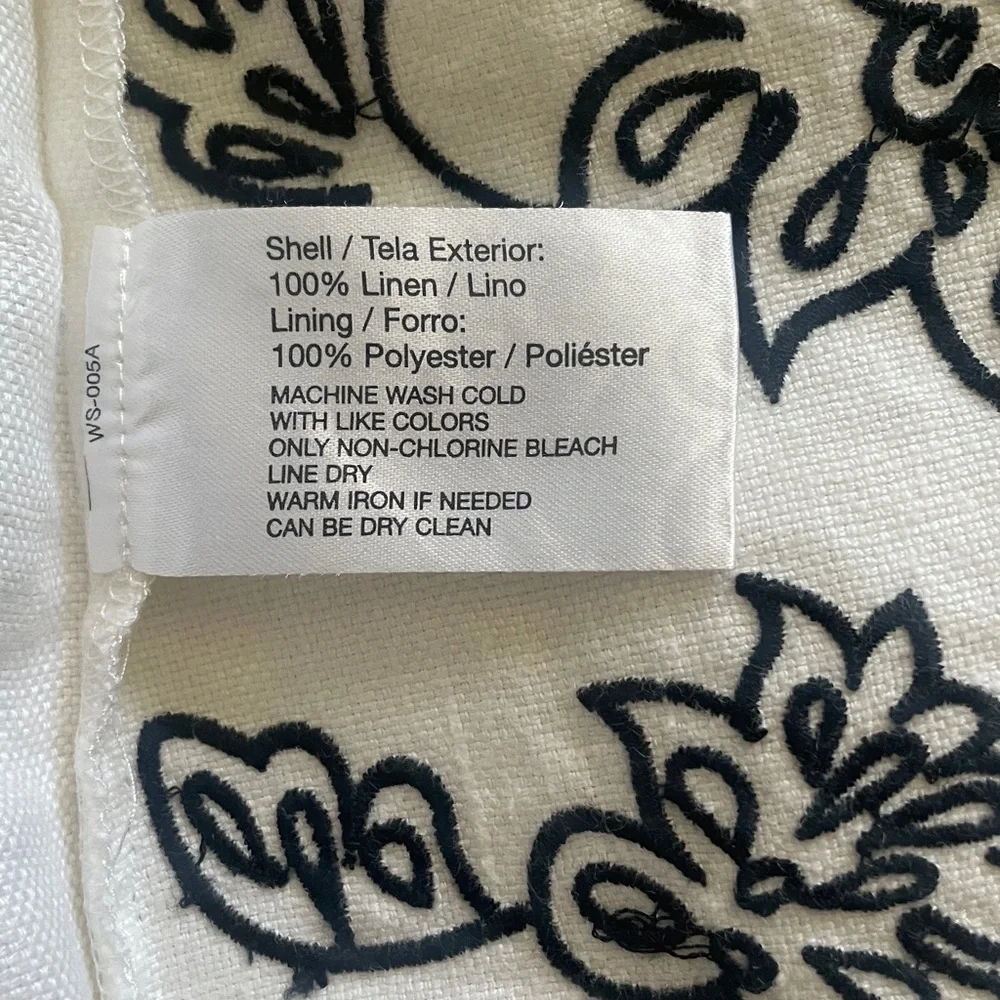 Shell / Tela Exterior:
100% Linen / Lino
Lining / Forro:
100% Polyester / Poliéster
MACHINE WASH COLD
WITH LIKE COLORS
ONLY NON-CHLORINE BLEACH
LINE DRY
WARM IRON IF NEEDED
CAN BE DRY CLEAN
WS-005A